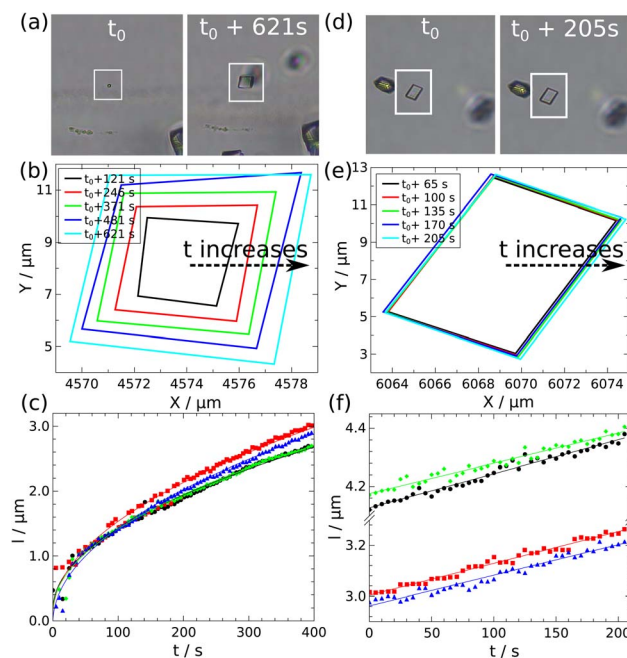 (a)
t₀
t₀ + 621s
(b)
t₀+121 s
t₀+245 s
t₀+371 s
t₀+481 s
t₀+621 s
t increases
Y / μm
11
9
7
5
4570
4572
4574
4576
4578
X / μm
(c)
l / μm
3.0
2.0
1.0
0.0
0
100
200
300
400
t / s
(d)
t₀
t₀ + 205s
(e)
t₀+ 65 s
t₀+ 100 s
t₀+ 135 s
t₀+ 170 s
t₀+ 205 s
t increases
Y / μm
13
11
9
7
5
3
6064
6066
6068
6070
6072
6074
X / μm
(f)
l / μm
4.4
4.2
3.2
3.0
0
50
100
150
200
t / s